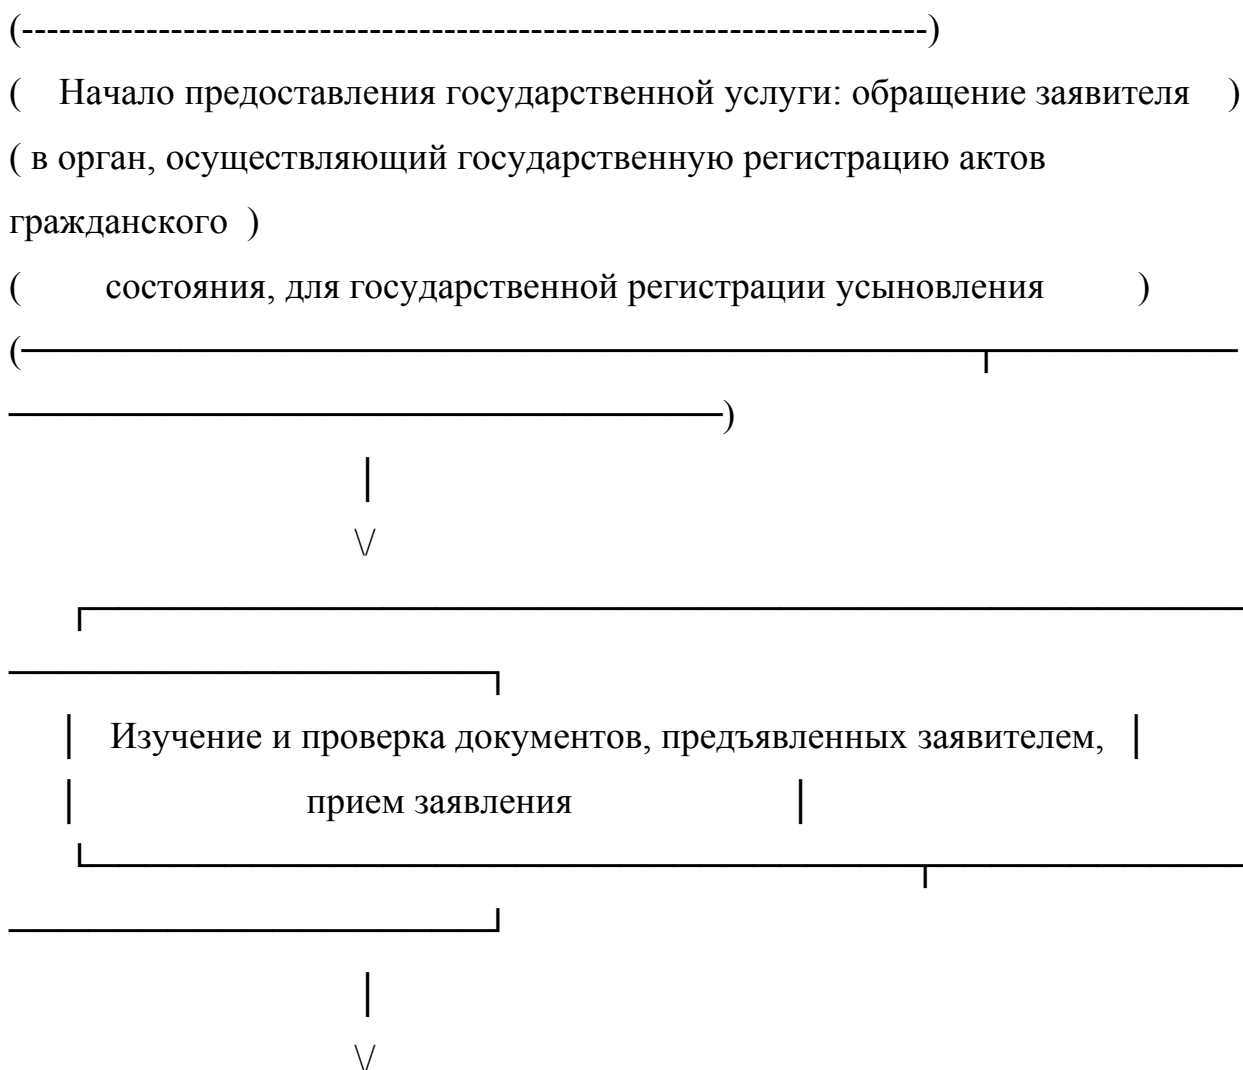 (-------------------------------------------------------------------------)
(    Начало предоставления государственной услуги: обращение заявителя    )
( в орган, осуществляющий государственную регистрацию актов
гражданского  )
(         состояния, для государственной регистрации усыновления         )
(─────────────────────────────────────┬──────────
───────────────────────────)
│
\/
┌────────────────────────────────────────────
───────────────────┐
│    Изучение и проверка документов, предъявленных заявителем,    │
│                        прием заявления                        │
└────────────────────────────────┬────────────
───────────────────┘
│
\/